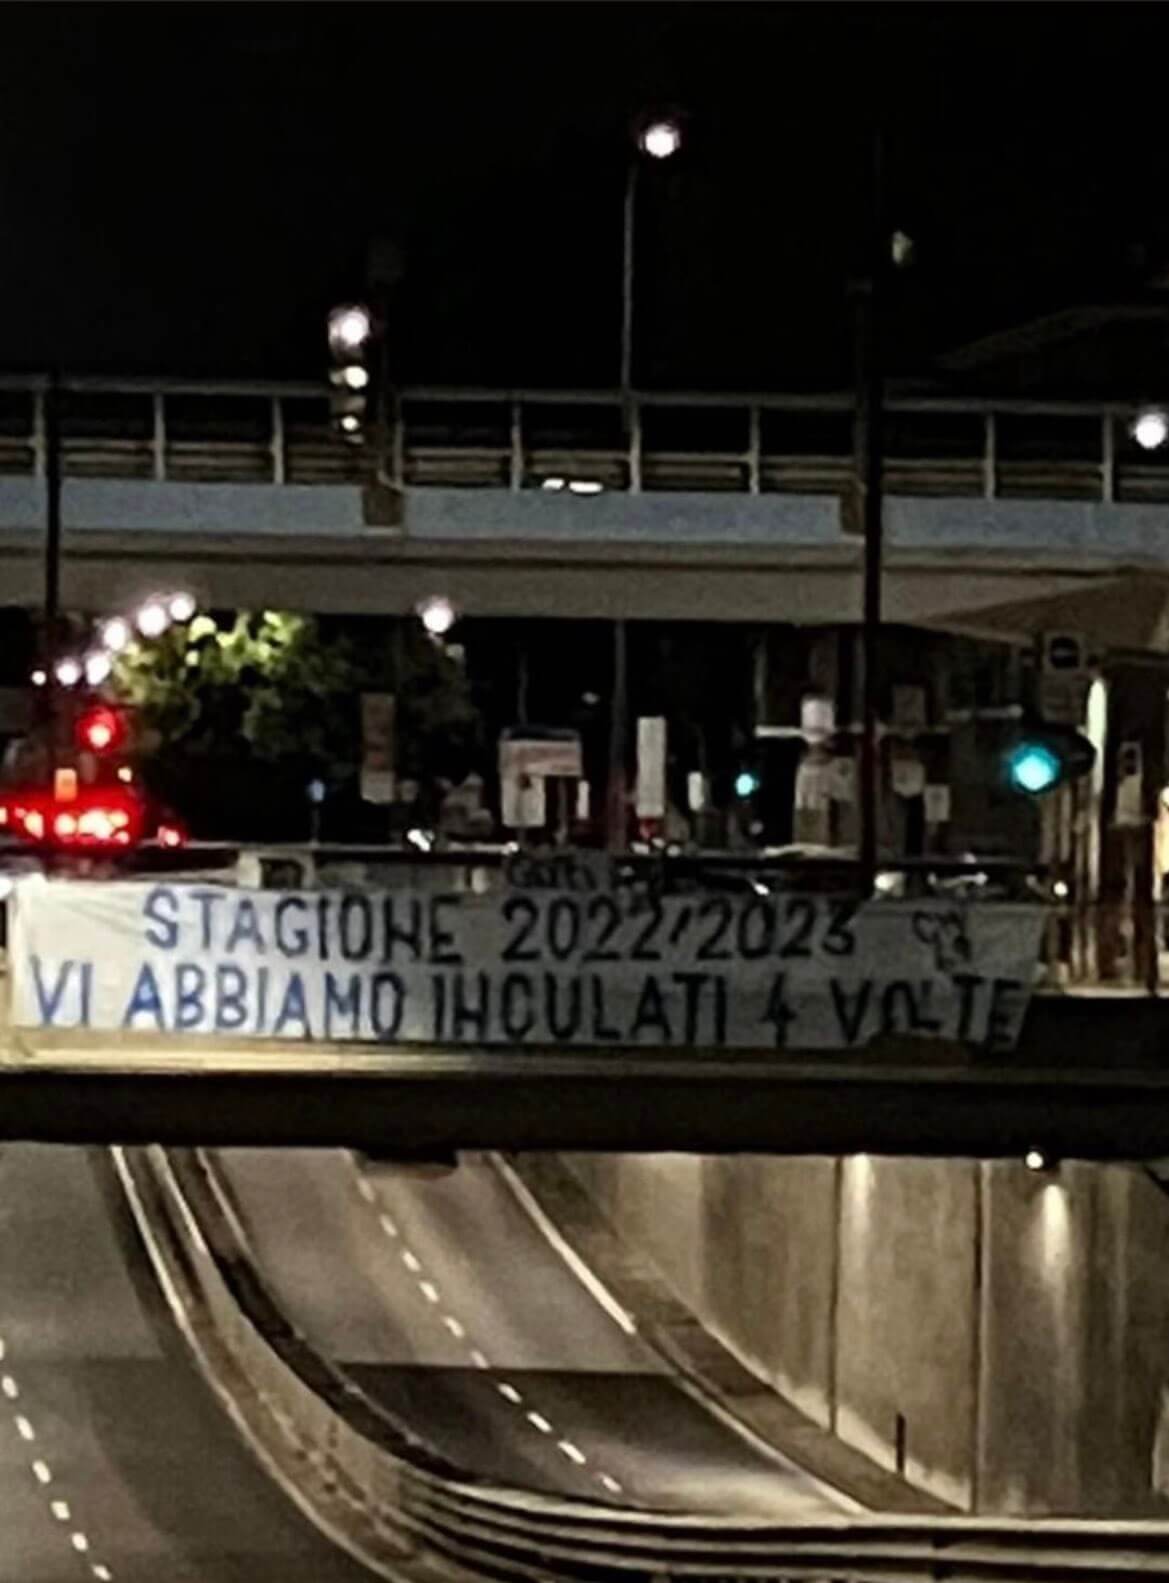 STAGIONE 2022/2023
VI ABBIAMO INCULATI 4 VOLTE